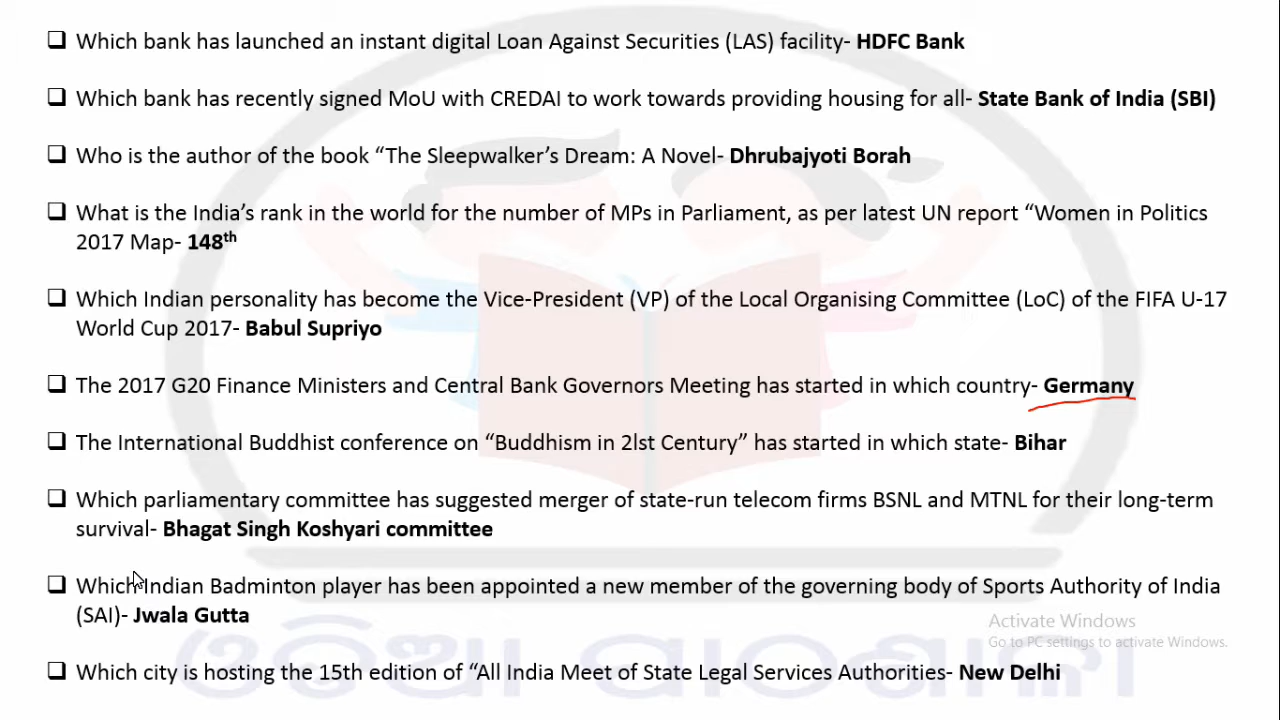 ❑ Which bank has launched an instant digital Loan Against Securities (LAS) facility- HDFC Bank
❑ Which bank has recently signed MoU with CREDAI to work towards providing housing for all- State Bank of India (SBI)
❑ Who is the author of the book “The Sleepwalker’s Dream: A Novel- Dhrubajyoti Borah
❑ What is the India’s rank in the world for the number of MPs in Parliament, as per latest UN report “Women in Politics
2017 Map- 148th
❑ Which Indian personality has become the Vice-President (VP) of the Local Organising Committee (LoC) of the FIFA U-17
World Cup 2017- Babul Supriyo
❑ The 2017 G20 Finance Ministers and Central Bank Governors Meeting has started in which country- Germany
❑ The International Buddhist conference on “Buddhism in 2lst Century” has started in which state- Bihar
❑ Which parliamentary committee has suggested merger of state-run telecom firms BSNL and MTNL for their long-term
survival- Bhagat Singh Koshyari committee
❑ Which Indian Badminton player has been appointed a new member of the governing body of Sports Authority of India
(SAI)- Jwala Gutta
Activate Windows
Go to PC settings to activate Windows.
❑ Which city is hosting the 15th edition of “All India Meet of State Legal Services Authorities- New Delhi